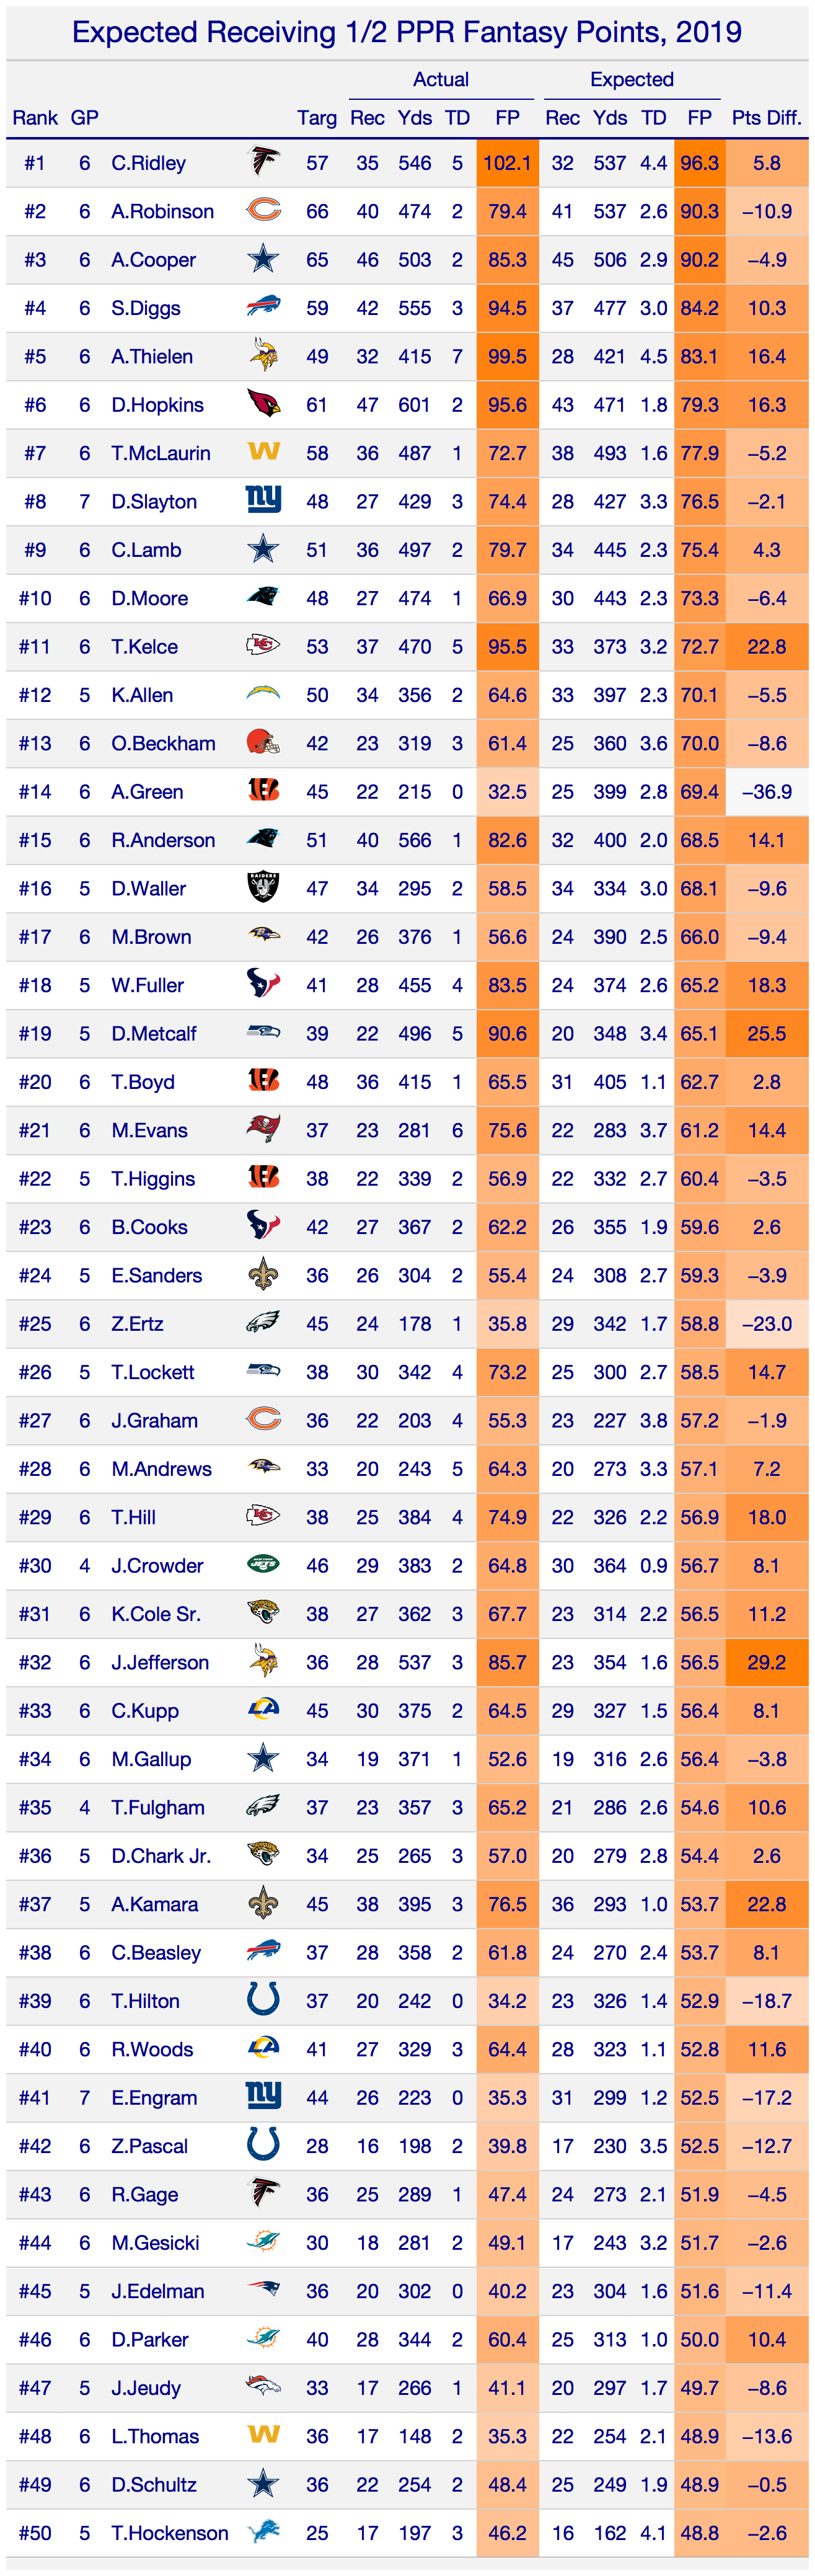 Expected Receiving 1/2 PPR Fantasy Points, 2019
Actual Expected
Rank GP Targ Rec Yds TD FP Rec Yds TD FP Pts Diff.
#1 6 C.Ridley 57 35 546 5 102.1 32 537 4.4 96.3 5.8
#2 6 A.Robinson 66 40 474 2 79.4 41 537 2.6 90.3 −10.9
#3 6 A.Cooper 65 46 503 2 85.3 45 506 2.9 90.2 −4.9
#4 6 S.Diggs 59 42 555 3 94.5 37 477 3.0 84.2 10.3
#5 6 A.Thielen 49 32 415 7 99.5 28 421 4.5 83.1 16.4
#6 6 D.Hopkins 61 47 601 2 95.6 43 471 1.8 79.3 16.3
#7 6 T.McLaurin W 58 36 487 1 72.7 38 493 1.6 77.9 −5.2
#8 7 D.Slayton ny 48 27 429 3 74.4 28 427 3.3 76.5 −2.1
#9 6 C.Lamb 51 36 497 2 79.7 34 445 2.3 75.4 4.3
#10 6 D.Moore 48 27 474 1 66.9 30 443 2.3 73.3 −6.4
#11 6 T.Kelce KC 53 37 470 5 95.5 33 373 3.2 72.7 22.8
#12 5 K.Allen 50 34 356 2 64.6 33 397 2.3 70.1 −5.5
#13 6 O.Beckham 42 23 319 3 61.4 25 360 3.6 70.0 −8.6
#14 6 A.Green 45 22 215 0 32.5 25 399 2.8 69.4 −36.9
#15 6 R.Anderson 51 40 566 1 82.6 32 400 2.0 68.5 14.1
#16 5 D.Waller RAIDERS 47 34 295 2 58.5 34 334 3.0 68.1 −9.6
#17 6 M.Brown 42 26 376 1 56.6 24 390 2.5 66.0 −9.4
#18 5 W.Fuller 41 28 455 4 83.5 24 374 2.6 65.2 18.3
#19 5 D.Metcalf 39 22 496 5 90.6 20 348 3.4 65.1 25.5
#20 6 T.Boyd 48 36 415 1 65.5 31 405 1.1 62.7 2.8
#21 6 M.Evans 37 23 281 6 75.6 22 283 3.7 61.2 14.4
#22 5 T.Higgins 38 22 339 2 56.9 22 332 2.7 60.4 −3.5
#23 6 B.Cooks 42 27 367 2 62.2 26 355 1.9 59.6 2.6
#24 5 E.Sanders 36 26 304 2 55.4 24 308 2.7 59.3 −3.9
#25 6 Z.Ertz 45 24 178 1 35.8 29 342 1.7 58.8 −23.0
#26 5 T.Lockett 38 30 342 4 73.2 25 300 2.7 58.5 14.7
#27 6 J.Graham 36 22 203 4 55.3 23 227 3.8 57.2 −1.9
#28 6 M.Andrews 33 20 243 5 64.3 20 273 3.3 57.1 7.2
#29 6 T.Hill KC 38 25 384 4 74.9 22 326 2.2 56.9 18.0
#30 4 J.Crowder JETS 46 29 383 2 64.8 30 364 0.9 56.7 8.1
#31 6 K.Cole Sr. 38 27 362 3 67.7 23 314 2.2 56.5 11.2
#32 6 J.Jefferson 36 28 537 3 85.7 23 354 1.6 56.5 29.2
#33 6 C.Kupp LA 45 30 375 2 64.5 29 327 1.5 56.4 8.1
#34 6 M.Gallup 34 19 371 1 52.6 19 316 2.6 56.4 −3.8
#35 4 T.Fulgham 37 23 357 3 65.2 21 286 2.6 54.6 10.6
#36 5 D.Chark Jr. 34 25 265 3 57.0 20 279 2.8 54.4 2.6
#37 5 A.Kamara 45 38 395 3 76.5 36 293 1.0 53.7 22.8
#38 6 C.Beasley 37 28 358 2 61.8 24 270 2.4 53.7 8.1
#39 6 T.Hilton 37 20 242 0 34.2 23 326 1.4 52.9 −18.7
#40 6 R.Woods LA 41 27 329 3 64.4 28 323 1.1 52.8 11.6
#41 7 E.Engram ny 44 26 223 0 35.3 31 299 1.2 52.5 −17.2
#42 6 Z.Pascal 28 16 198 2 39.8 17 230 3.5 52.5 −12.7
#43 6 R.Gage 36 25 289 1 47.4 24 273 2.1 51.9 −4.5
#44 6 M.Gesicki 30 18 281 2 49.1 17 243 3.2 51.7 −2.6
#45 5 J.Edelman 36 20 302 0 40.2 23 304 1.6 51.6 −11.4
#46 6 D.Parker 40 28 344 2 60.4 25 313 1.0 50.0 10.4
#47 5 J.Jeudy 33 17 266 1 41.1 20 297 1.7 49.7 −8.6
#48 6 L.Thomas W 36 17 148 2 35.3 22 254 2.1 48.9 −13.6
#49 6 D.Schultz 36 22 254 2 48.4 25 249 1.9 48.9 −0.5
#50 5 T.Hockenson 25 17 197 3 46.2 16 162 4.1 48.8 −2.6